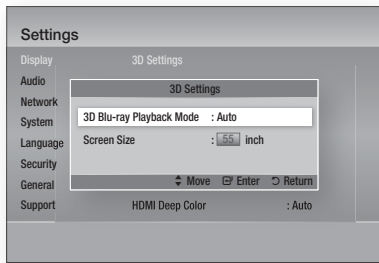 Settings
Display 3D Settings
Audio
3D Settings
Network
3D Blu-ray Playback Mode : Auto
System
Language
Screen Size : 55 inch
Security
General
Move Enter Return
Support HDMI Deep Color : Auto